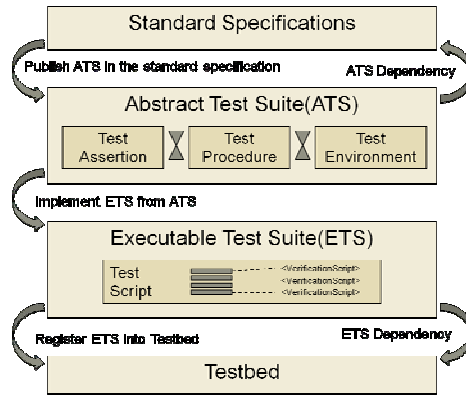 Standard Specifications
Publish ATS in the standard specification
ATS Dependency
Abstract Test Suite(ATS)
Test
Assertion
Test
Procedure
Test
Environment
Implement ETS from ATS
Executable Test Suite(ETS)
Test
Script
<VerificationScript>
<VerificationScript>
<VerificationScript>
Register ETS into Testbed
ETS Dependency
Testbed